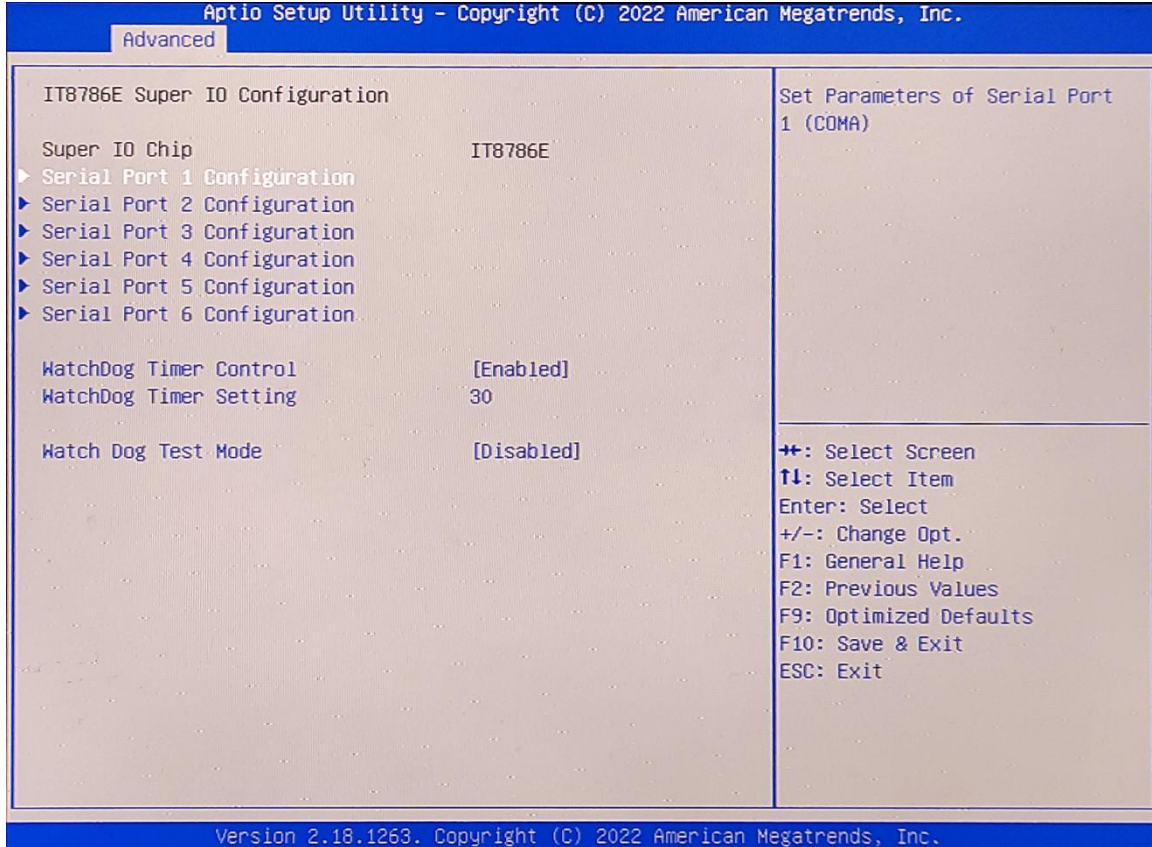 Aptio Setup Utility – Copyright (C) 2022 American Megatrends, Inc.
Advanced
IT8786E Super IO Configuration
Super IO Chip IT8786E
▶ Serial Port 1 Configuration
▶ Serial Port 2 Configuration
▶ Serial Port 3 Configuration
▶ Serial Port 4 Configuration
▶ Serial Port 5 Configuration
▶ Serial Port 6 Configuration
WatchDog Timer Control [Enabled]
WatchDog Timer Setting 30
Watch Dog Test Mode [Disabled]
Set Parameters of Serial Port
1 (COMA)
→←: Select Screen
↑↓: Select Item
Enter: Select
+/-: Change Opt.
F1: General Help
F2: Previous Values
F9: Optimized Defaults
F10: Save & Exit
ESC: Exit
Version 2.18.1263. Copyright (C) 2022 American Megatrends, Inc.